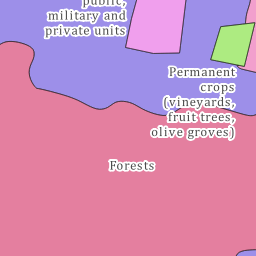 public,
military and
private units
Permanent
crops
(vineyards,
fruit trees,
olive groves)
Forests